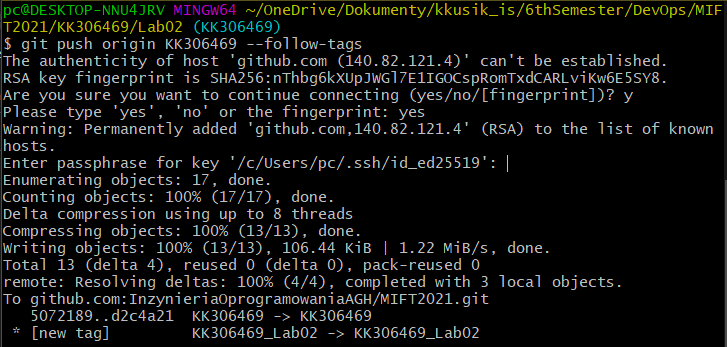 pc@DESKTOP-NNU4JRV MINGW64 ~/OneDrive/Dokumenty/kkusik_is/6thSemester/DevOps/MIF
T2021/KK306469/Lab02 (KK306469)
$ git push origin KK306469 --follow-tags
The authenticity of host 'github.com (140.82.121.4)' can't be established.
RSA key fingerprint is SHA256:nThbg6kXUpJWGl7E1IGOCspRomTxdCARLviKw6E5SY8.
Are you sure you want to continue connecting (yes/no/[fingerprint])? y
Please type 'yes', 'no' or the fingerprint: yes
Warning: Permanently added 'github.com,140.82.121.4' (RSA) to the list of known
hosts.
Enter passphrase for key '/c/Users/pc/.ssh/id_ed25519':
Enumerating objects: 17, done.
Counting objects: 100% (17/17), done.
Delta compression using up to 8 threads
Compressing objects: 100% (13/13), done.
Writing objects: 100% (13/13), 106.44 KiB | 1.22 MiB/s, done.
Total 13 (delta 4), reused 0 (delta 0), pack-reused 0
remote: Resolving deltas: 100% (4/4), completed with 3 local objects.
To github.com:InzynieriaOprogramowaniaAGH/MIFT2021.git
   5072189..d2c4a21  KK306469 -> KK306469
 * [new tag]         KK306469_Lab02 -> KK306469_Lab02